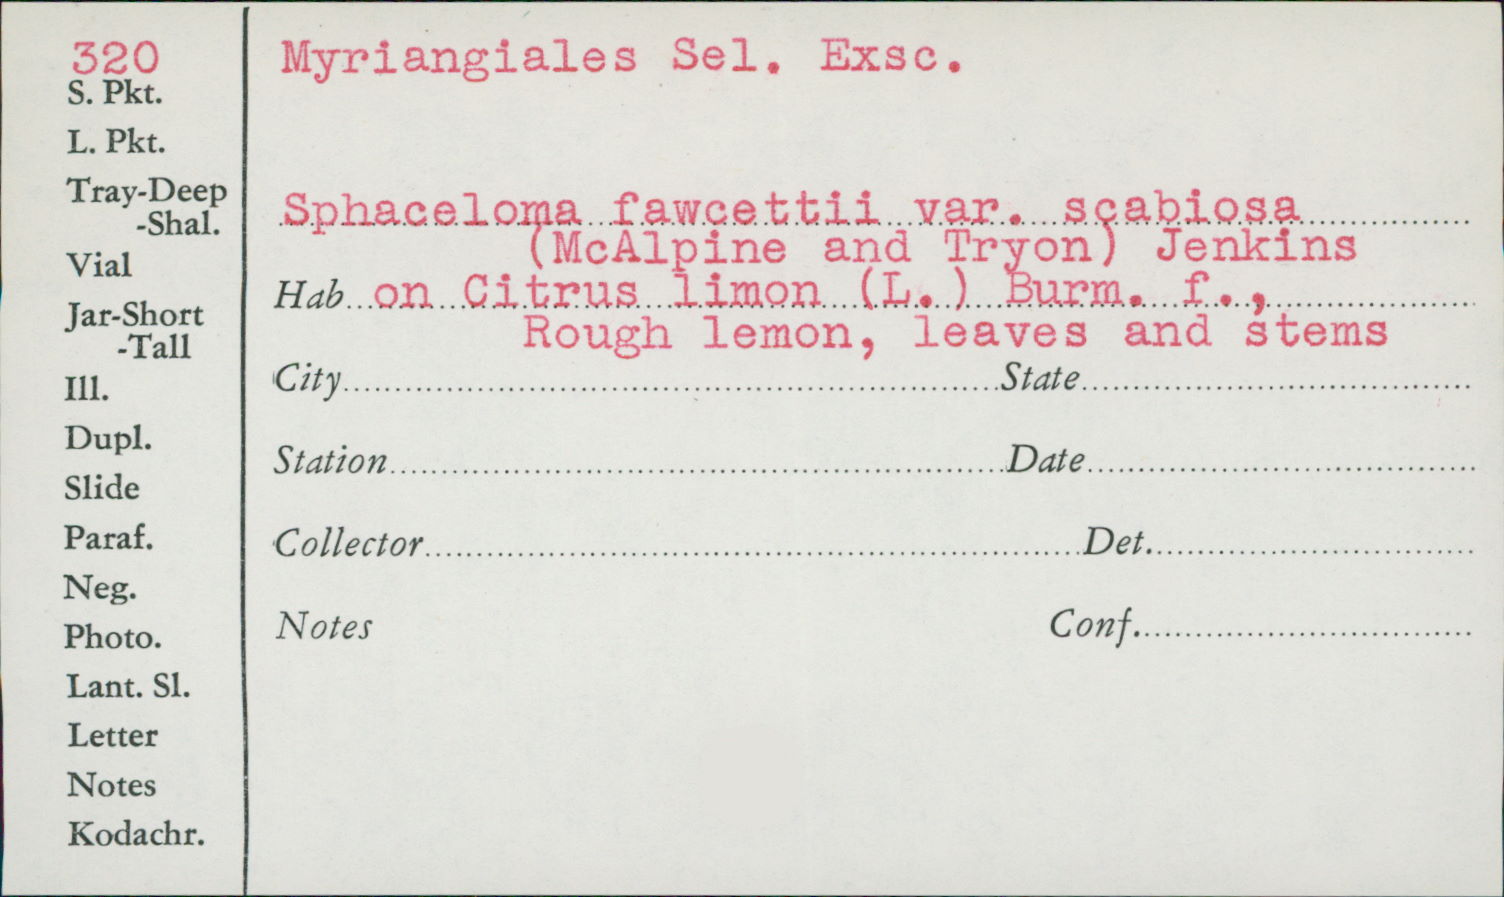 320
S. Pkt.
L. Pkt.
Tray-Deep
-Shal.
Vial
Jar-Short
-Tall
Ill.
Dupl.
Slide
Paraf.
Neg.
Photo.
Lant. Sl.
Letter
Notes
Kodachr.
Myriangiales Sel. Exsc.
Sphaceloma fawcettii var. scabiosa
(McAlpine and Tryon) Jenkins
Hab. on Citrus limon (L.) Burm. f.,
Rough lemon, leaves and stems
City State
Station Date
Collector Det.
Notes Conf.